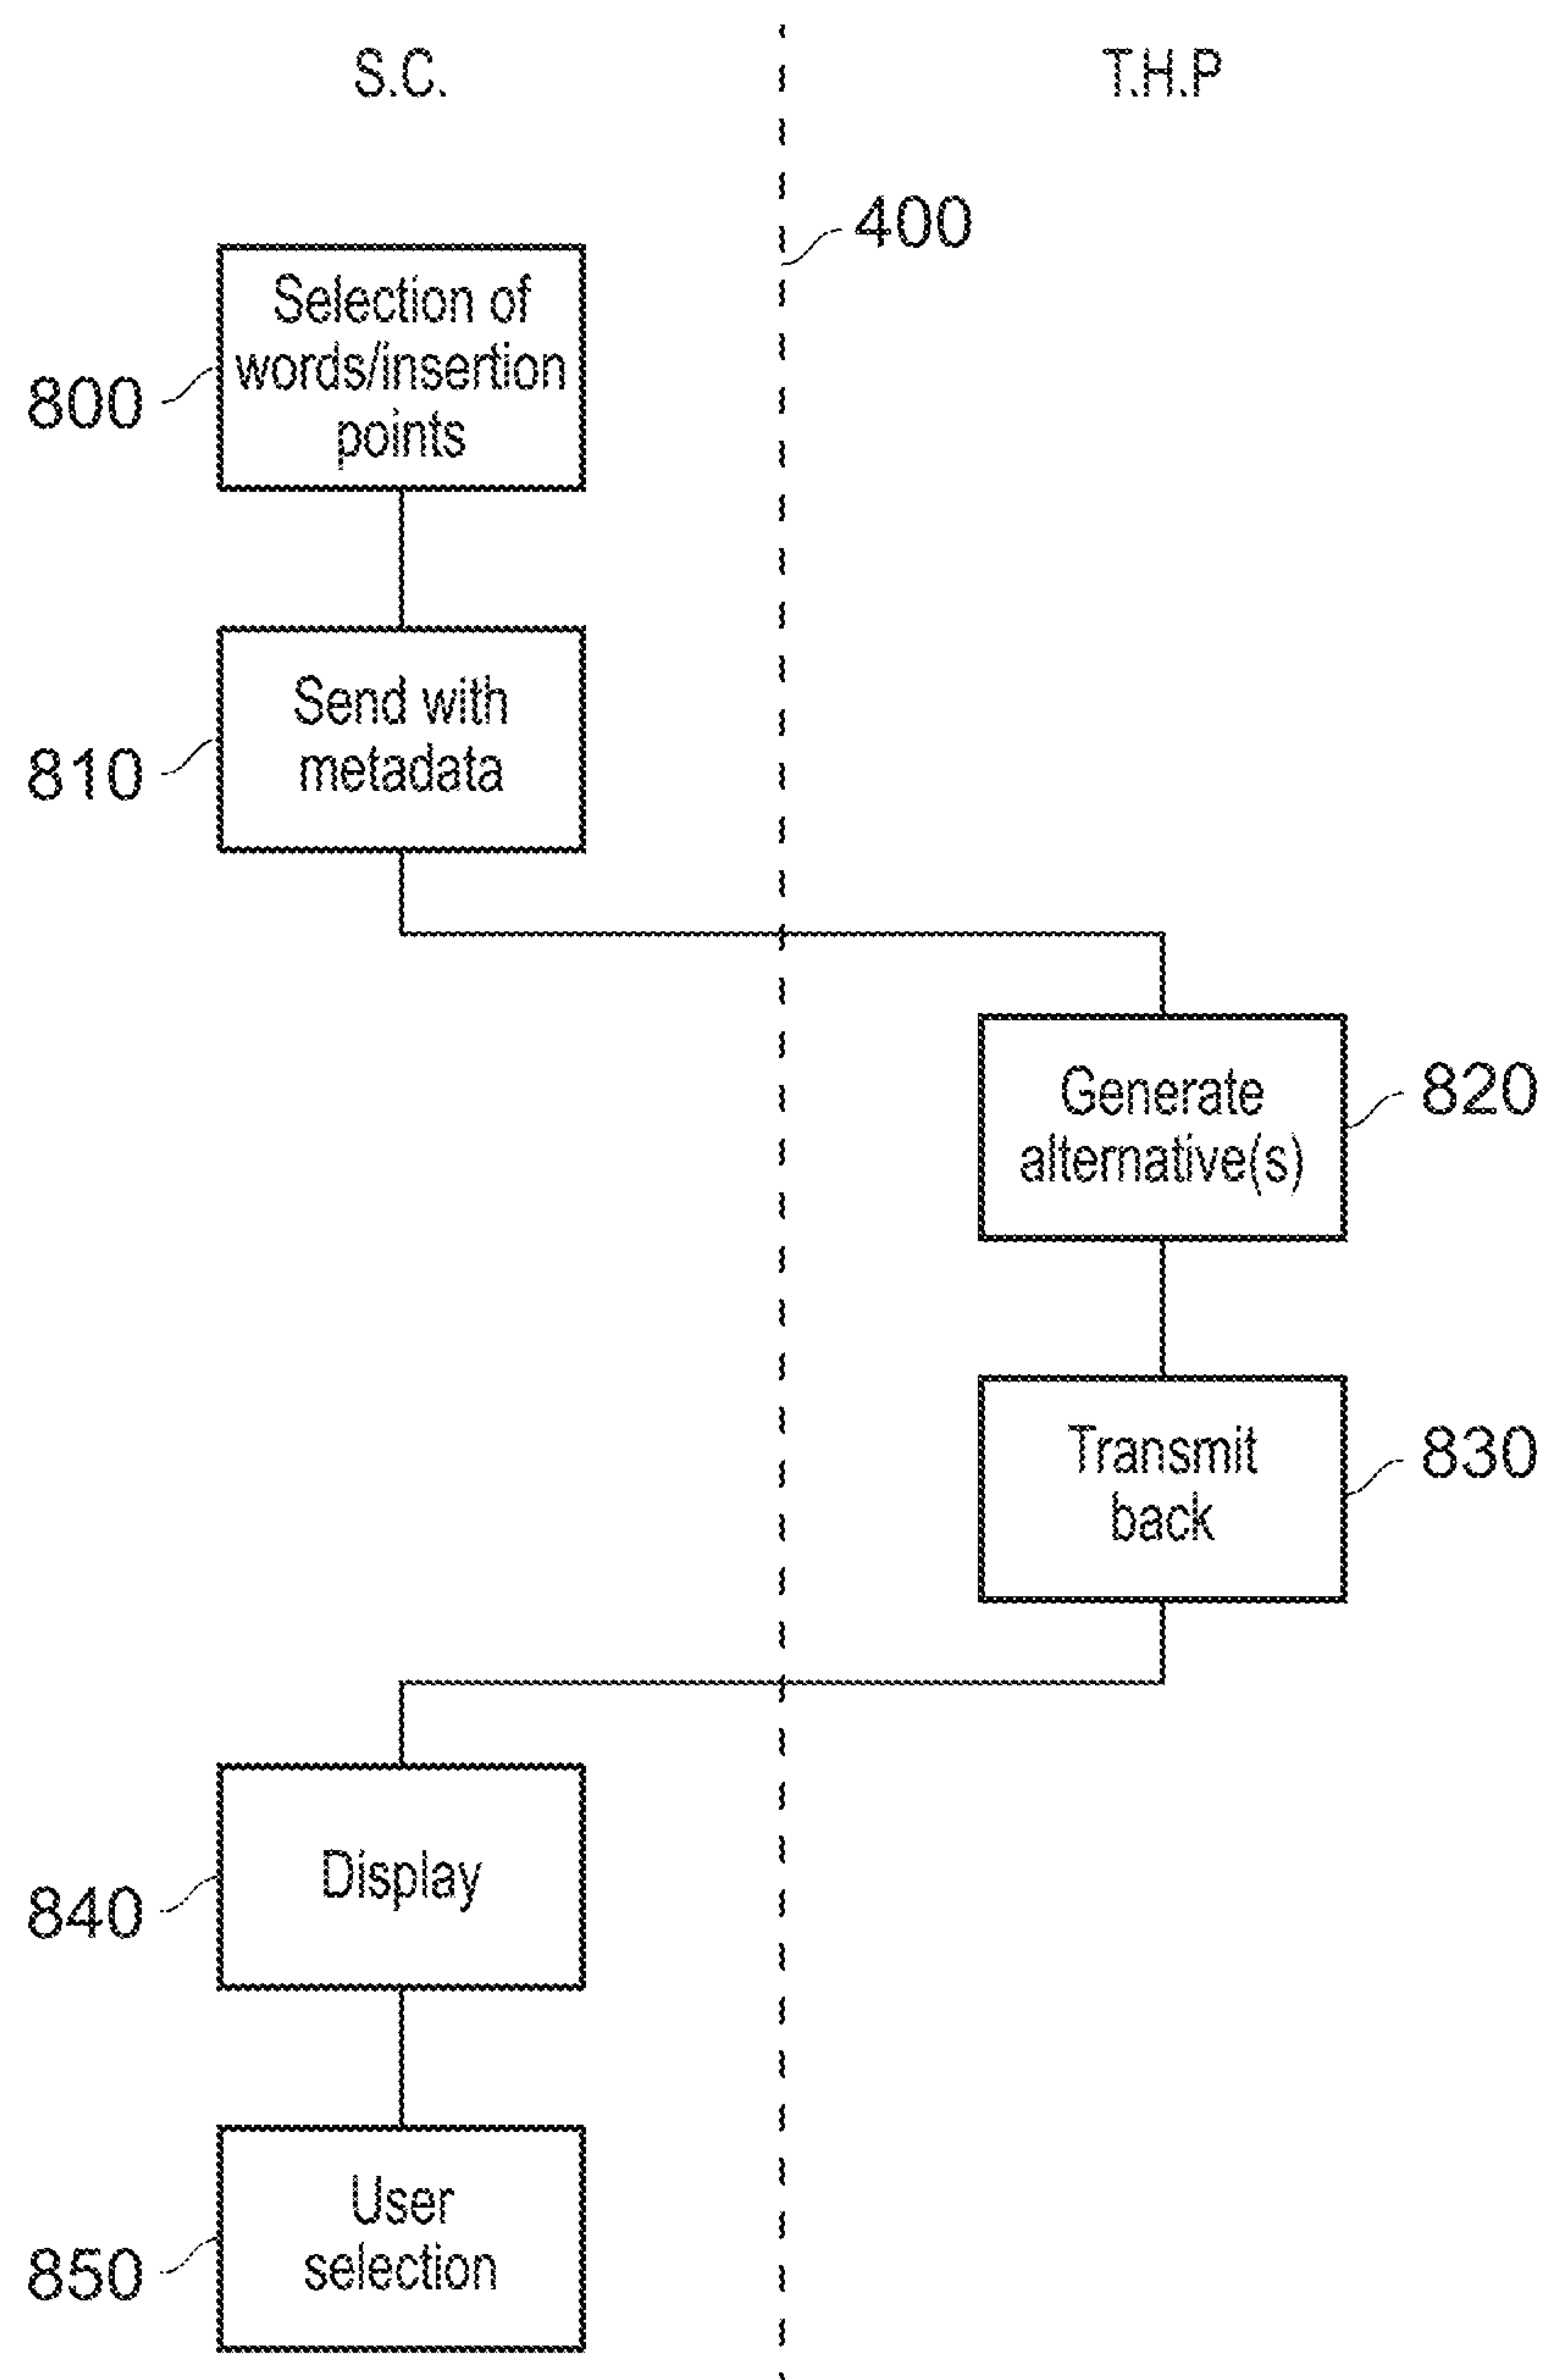 S.C.
T.H.P
400
Selection of
words/insertion
points
800
Send with
metadata
810
Generate
alternative(s)
820
Transmit
back
830
Display
840
User
selection
850